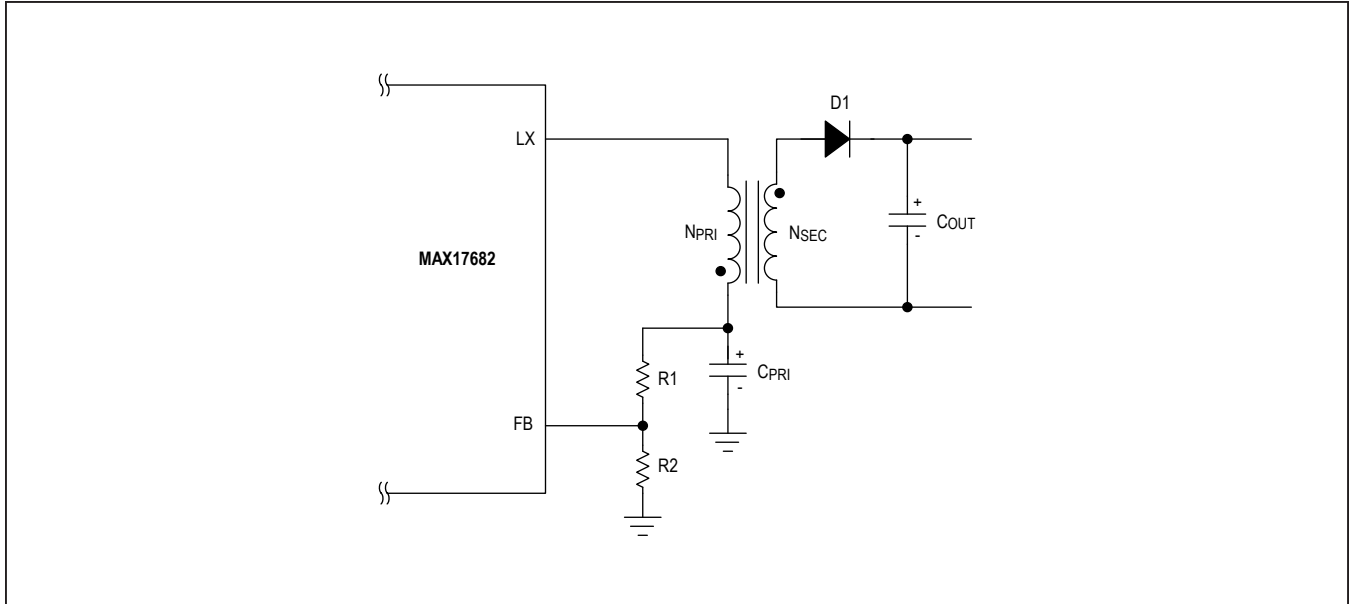 D1
LX
+
NPRI
NSEC
COUT
-
MAX17682
+
R1
CPRI
-
FB
R2